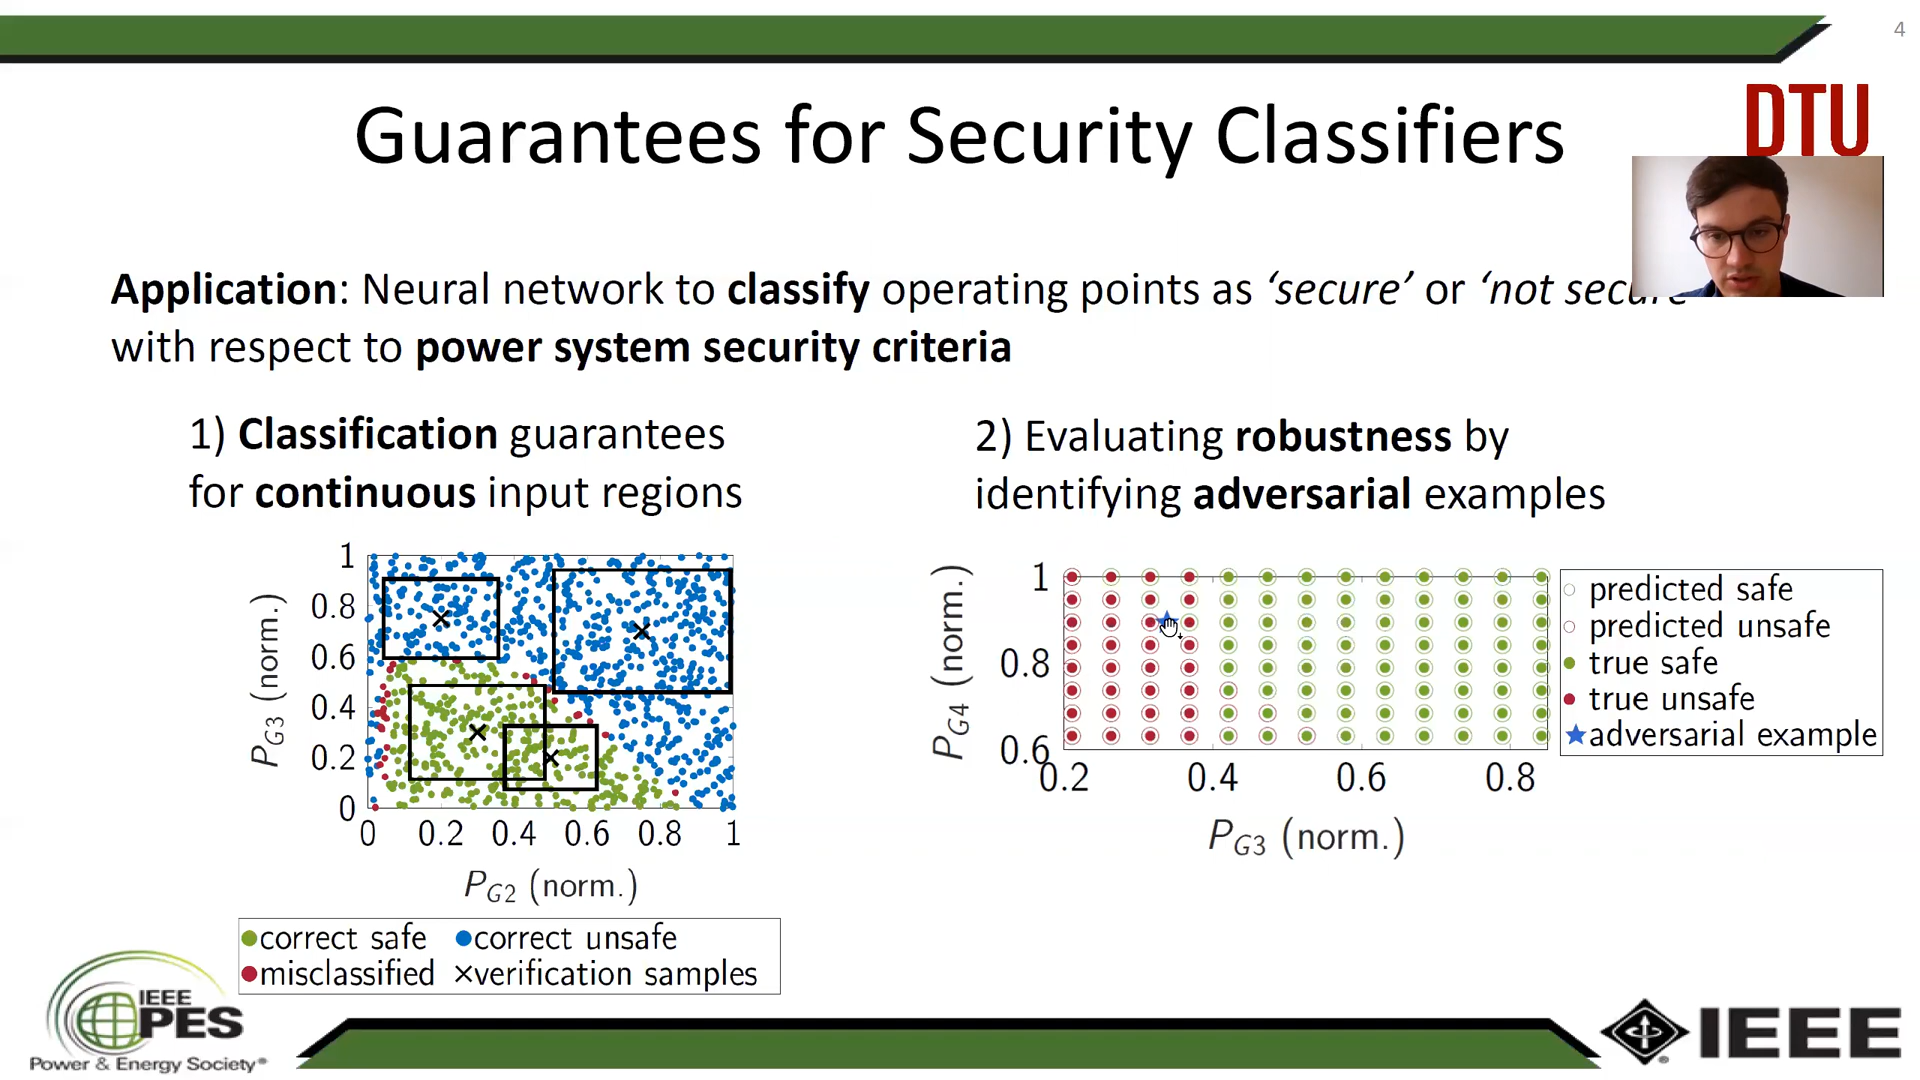 4
Guarantees for Security Classifiers
DTU
Application: Neural network to classify operating points as ‘secure’ or ‘not secure
with respect to power system security criteria
1) Classification guarantees
for continuous input regions
1
0.8
0.6
0.4
0.2
0
P_G3 (norm.)
0 0.2 0.4 0.6 0.8 1
P_G2 (norm.)
correct safe correct unsafe
misclassified ×verification samples
2) Evaluating robustness by
identifying adversarial examples
1
0.8
0.6
P_G4 (norm.)
0.2 0.4 0.6 0.8
P_G3 (norm.)
predicted safe
predicted unsafe
true safe
true unsafe
adversarial example
IEEE
PES
Power & Energy Society®
IEEE